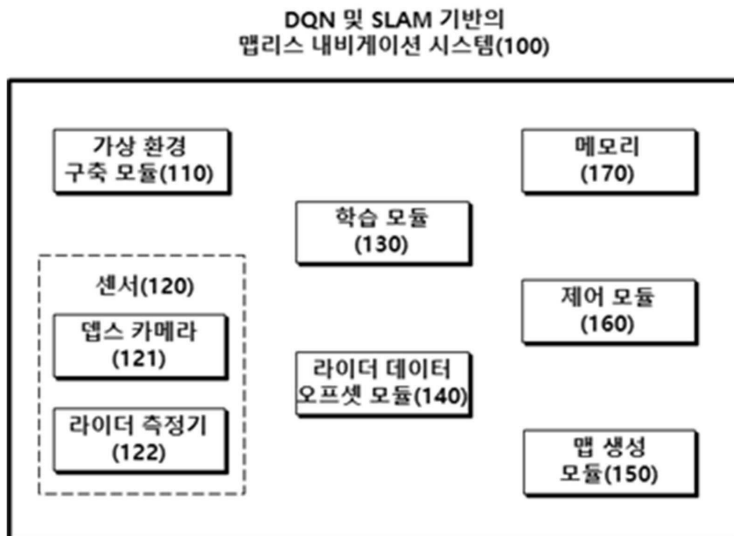 DQN 및 SLAM 기반의
맵리스 내비게이션 시스템(100)
가상 환경
구축 모듈(110)
센서(120)
뎁스 카메라
(121)
라이더 측정기
(122)
학습 모듈
(130)
라이더 데이터
오프셋 모듈(140)
메모리
(170)
제어 모듈
(160)
맵 생성
모듈(150)